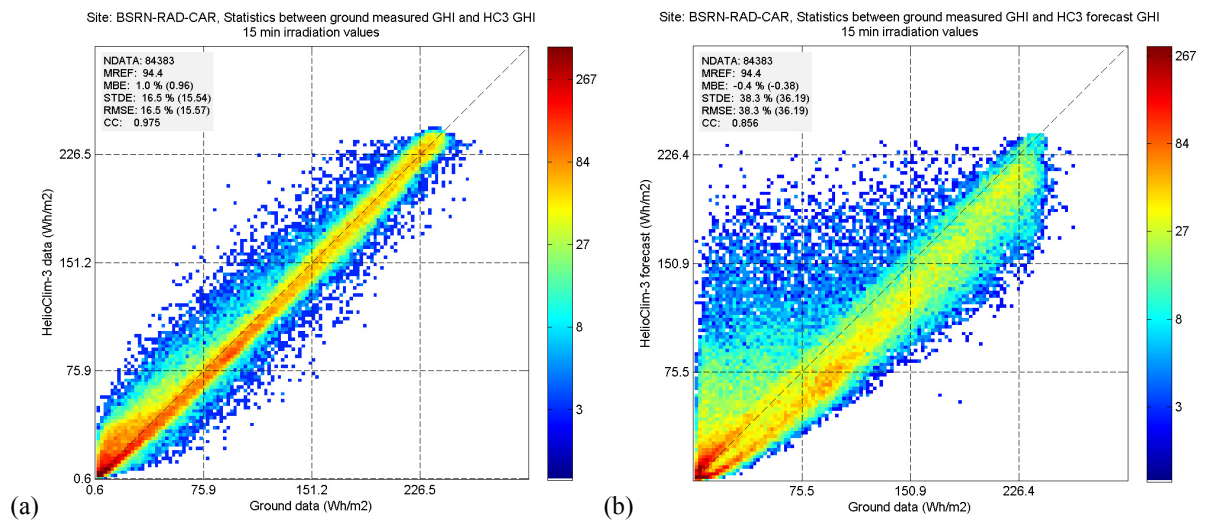 Site: BSRN-RAD-CAR, Statistics between ground measured GHI and HC3 GHI
15 min irradiation values
NDATA: 84383
MREF: 94.4
MBE: 1.0 % (0.96)
STDE: 16.5 % (15.54)
RMSE: 16.5 % (15.57)
CC: 0.975
HelioClim-3 data (Wh/m2)
226.5
151.2
75.9
0.6
0.6 75.9 151.2 226.5
Ground data (Wh/m2)
267
84
27
8
3
(a)
Site: BSRN-RAD-CAR, Statistics between ground measured GHI and HC3 forecast GHI
15 min irradiation values
NDATA: 84383
MREF: 94.4
MBE: -0.4 % (-0.38)
STDE: 38.3 % (36.19)
RMSE: 38.3 % (36.19)
CC: 0.856
HelioClim-3 forecast (Wh/m2)
226.4
150.9
75.5
75.5 150.9 226.4
Ground data (Wh/m2)
267
84
27
8
3
(b)